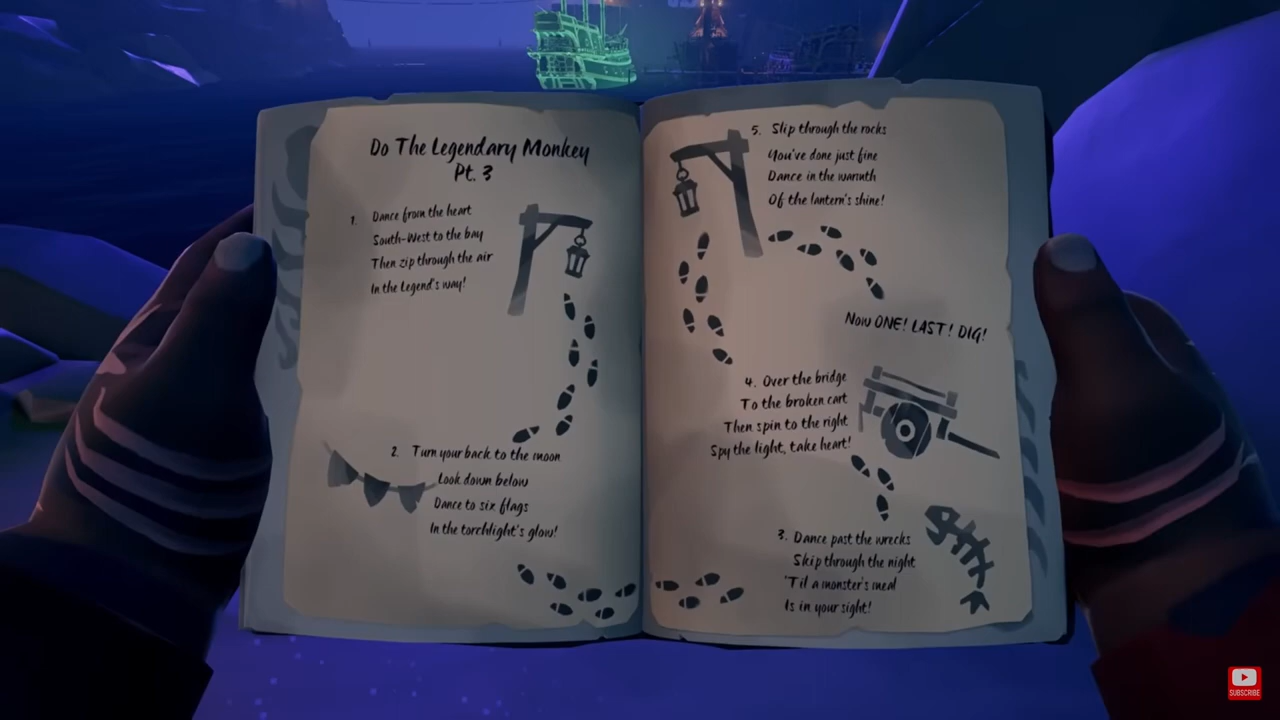 Do The Legendary Monkey
Pt. 3
1. Dance from the heart
South-West to the bay
Then zip through the air
In the Legend's way!
2. Turn your back to the moon
Look down below
Dance to six flags
In the torchlight's glow!
3. Dance past the wrecks
Skip through the night
'Til a monster's meal
Is in your sight!
4. Over the bridge
To the broken cart
Then spin to the right
Spy the light, take heart!
5. Slip through the rocks
You've done just fine
Dance in the warmth
Of the lantern's shine!
Now ONE! LAST! DIG!
SUBSCRIBE